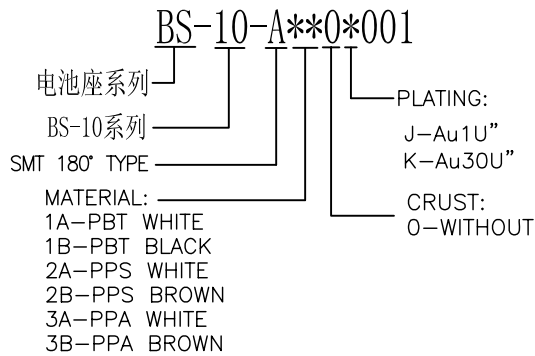 BS-10-A**0*001
电池座系列
BS-10系列
SMT 180° TYPE
MATERIAL:
1A-PBT WHITE
1B-PBT BLACK
2A-PPS WHITE
2B-PPS BROWN
3A-PPA WHITE
3B-PPA BROWN
PLATING:
J-Au1U”
K-Au30U”
CRUST:
0-WITHOUT